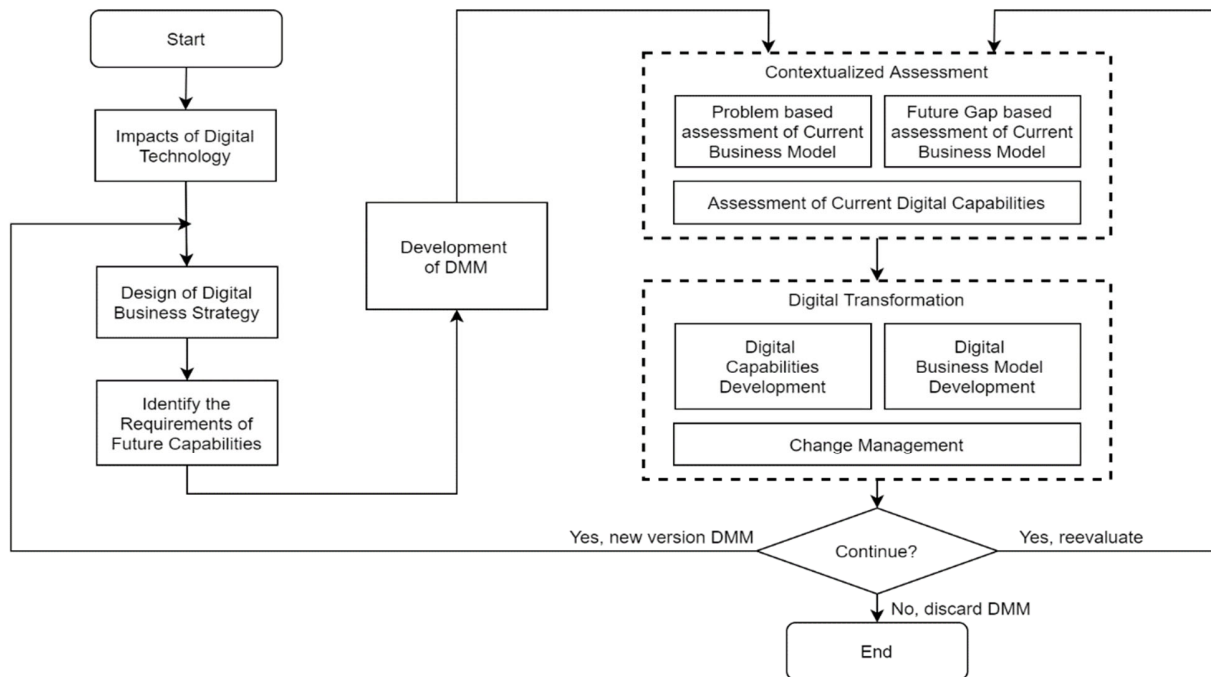 Start
Impacts of Digital
Technology
Design of Digital
Business Strategy
Identify the
Requirements of
Future Capabilities
Development
of DMM
Contextualized Assessment
Problem based
assessment of Current
Business Model
Future Gap based
assessment of Current
Business Model
Assessment of Current Digital Capabilities
Digital Transformation
Digital
Capabilities
Development
Digital
Business Model
Development
Change Management
Yes, new version DMM
Continue?
Yes, reevaluate
No, discard DMM
End